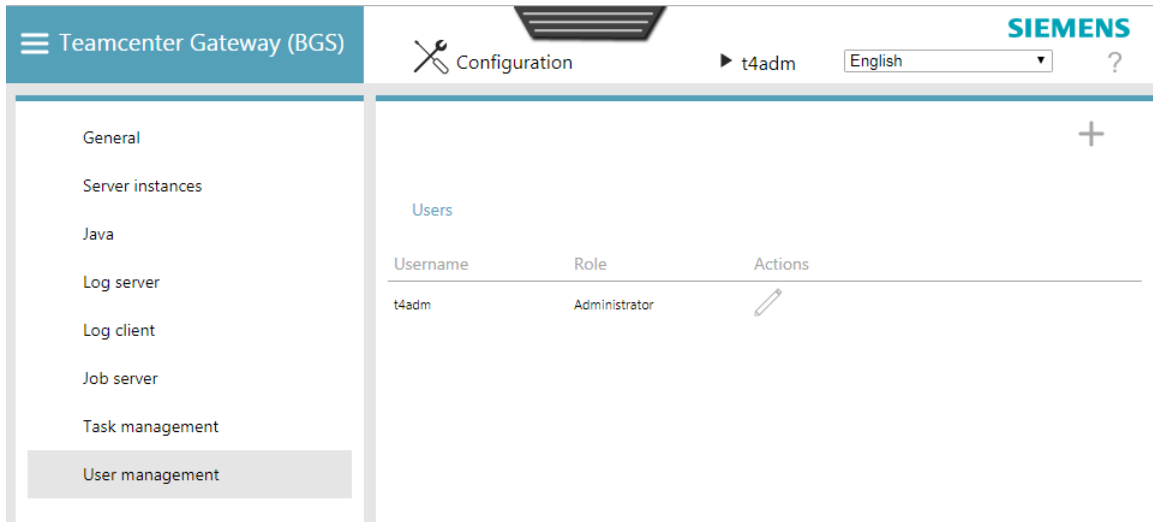 Teamcenter Gateway (BGS)
Configuration
t4adm
English
SIEMENS
?
General
Server instances
Java
Log server
Log client
Job server
Task management
User management
Users
Username Role Actions
t4adm Administrator